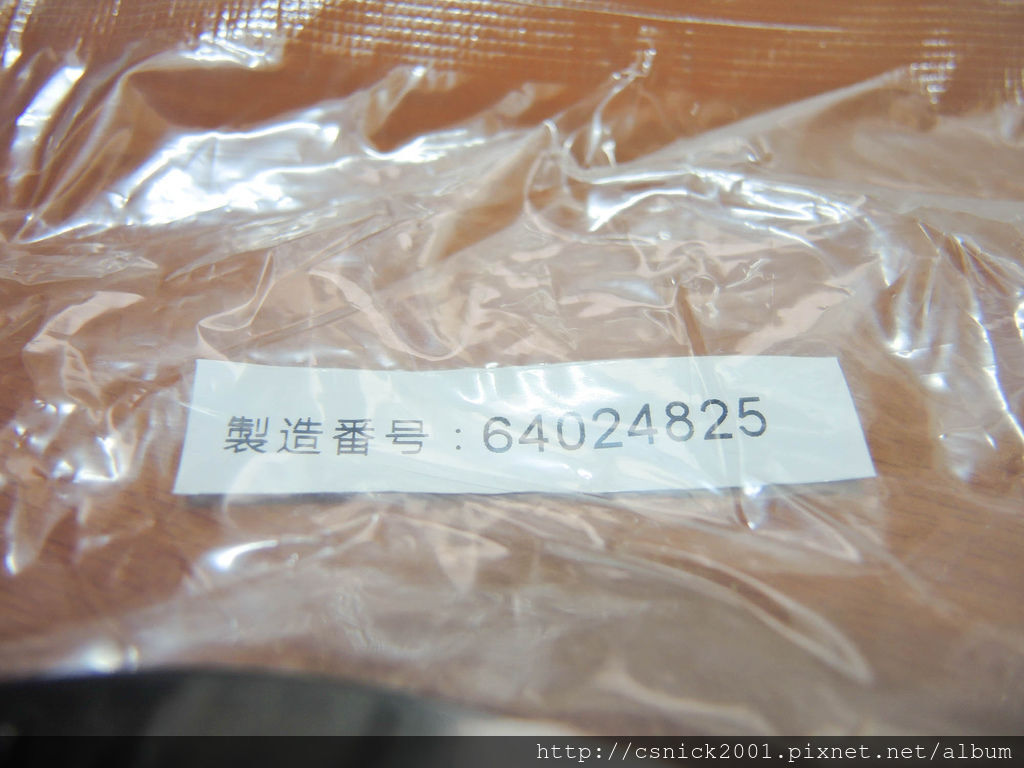 製造番号：64024825
http://csnick2001.pixnet.net/album